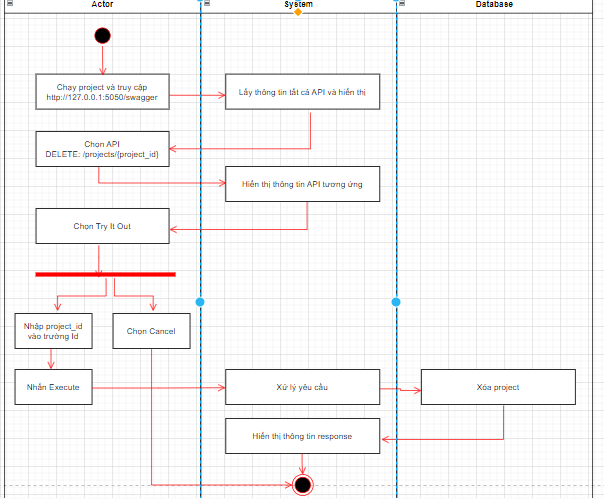 Actor
System
Database
Chạy project và truy cập
http://127.0.0.1:5050/swagger
Lấy thông tin tất cả API và hiển thị
Chọn API
DELETE: /projects/{project_id}
Hiển thị thông tin API tương ứng
Chọn Try It Out
Nhập project_id
vào trường Id
Chọn Cancel
Nhấn Execute
Xử lý yêu cầu
Xóa project
Hiển thị thông tin response